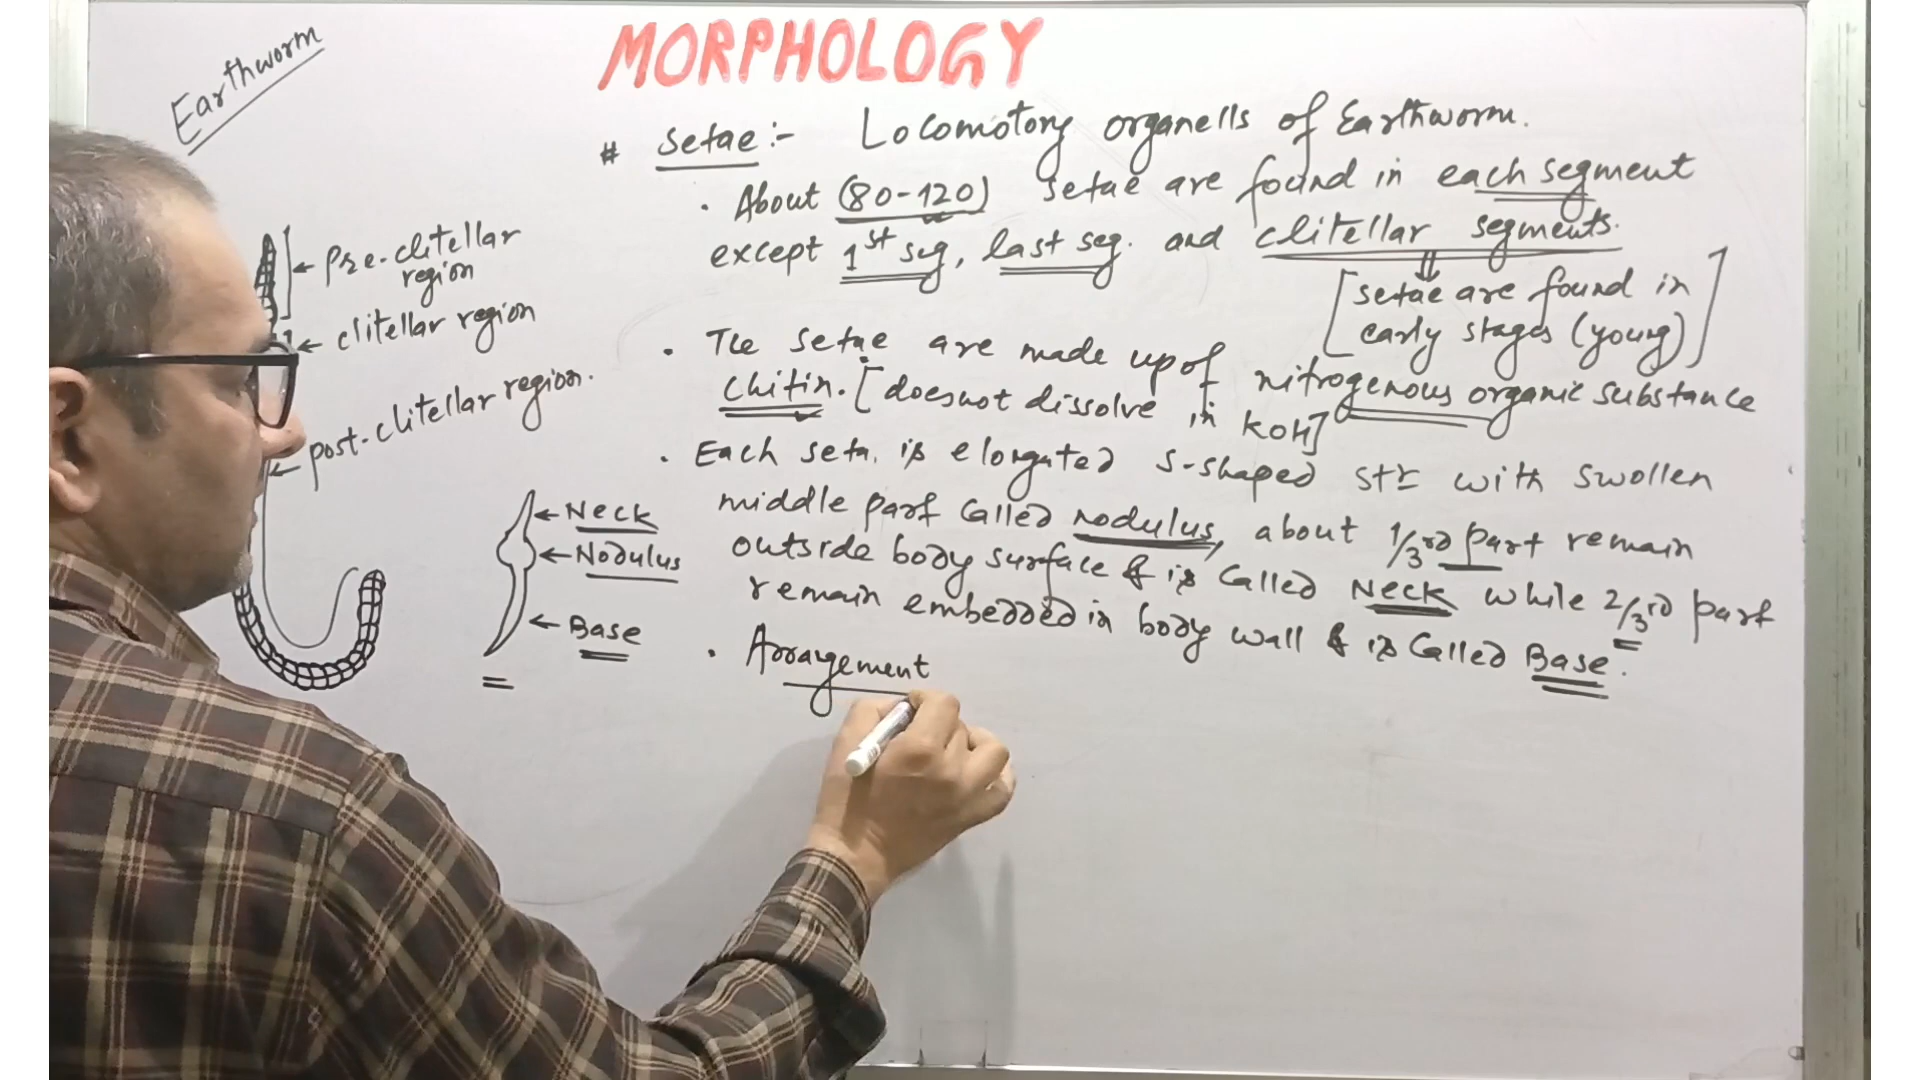 Earthworm
MORPHOLOGY
# Setae :- Locomotory organells of Earthworm.
• About (80-120) setae are found in each segment
except 1st seg, last seg. and clitellar segments.
[setae are found in
early stages (young)]
• The setae are made up of nitrogenous organic substance
chitin. [does not dissolve in KOH]
• Each seta is elongated S-shaped str with swollen
middle part called nodulus, about 1/3rd part remain
outside body surface & is called Neck while 2/3rd part
remain embedded in body wall & is called Base.
• Arrangement
← Pre-clitellar
region
← clitellar region
← post-clitellar region.
← Neck
← Nodulus
← Base